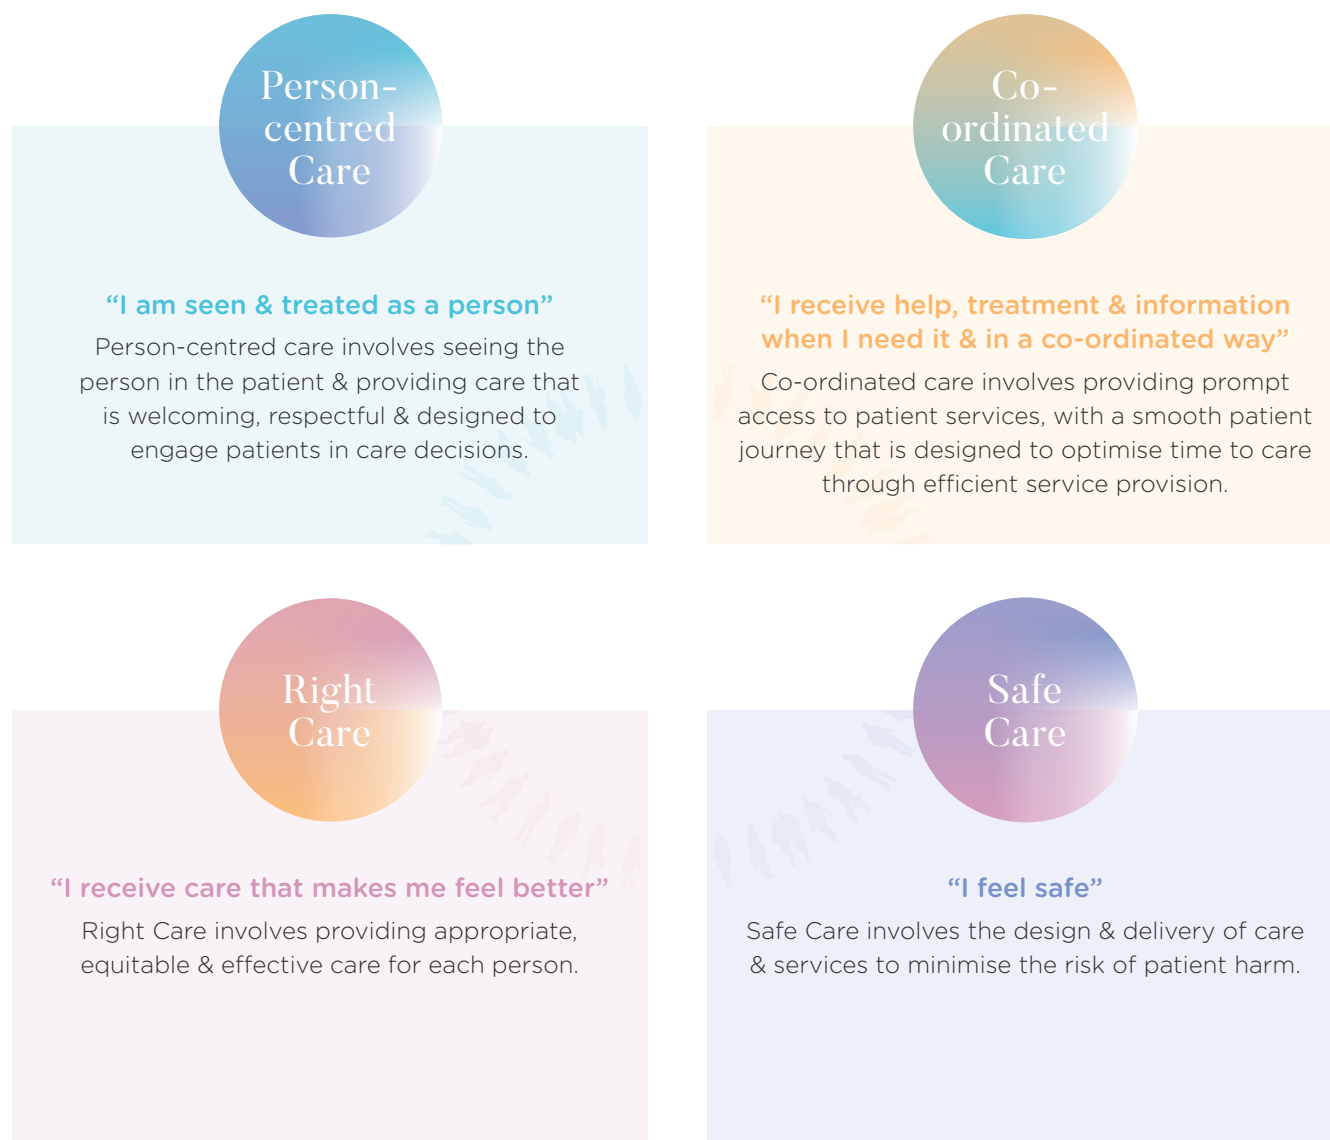 Person-
centred
Care
“I am seen & treated as a person”
Person-centred care involves seeing the
person in the patient & providing care that
is welcoming, respectful & designed to
engage patients in care decisions.
Co-
ordinated
Care
“I receive help, treatment & information
when I need it & in a co-ordinated way”
Co-ordinated care involves providing prompt
access to patient services, with a smooth patient
journey that is designed to optimise time to care
through efficient service provision.
Right
Care
“I receive care that makes me feel better”
Right Care involves providing appropriate,
equitable & effective care for each person.
Safe
Care
“I feel safe”
Safe Care involves the design & delivery of care
& services to minimise the risk of patient harm.